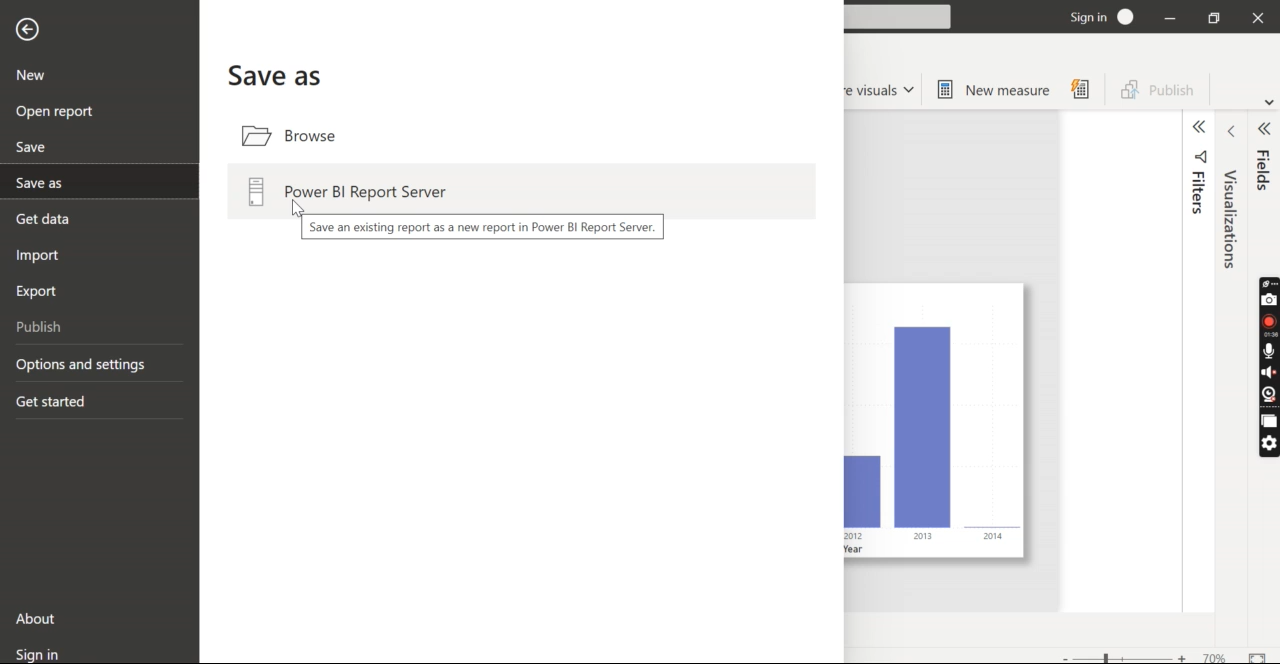 Sign in
New
Open report
Save
Save as
Get data
Import
Export
Publish
Options and settings
Get started
About
Sign in
Save as
Browse
Power BI Report Server
Save an existing report as a new report in Power BI Report Server.
re visuals
New measure
Publish
Filters
Visualizations
Fields
2012
2013
2014
Year
01:36
70%